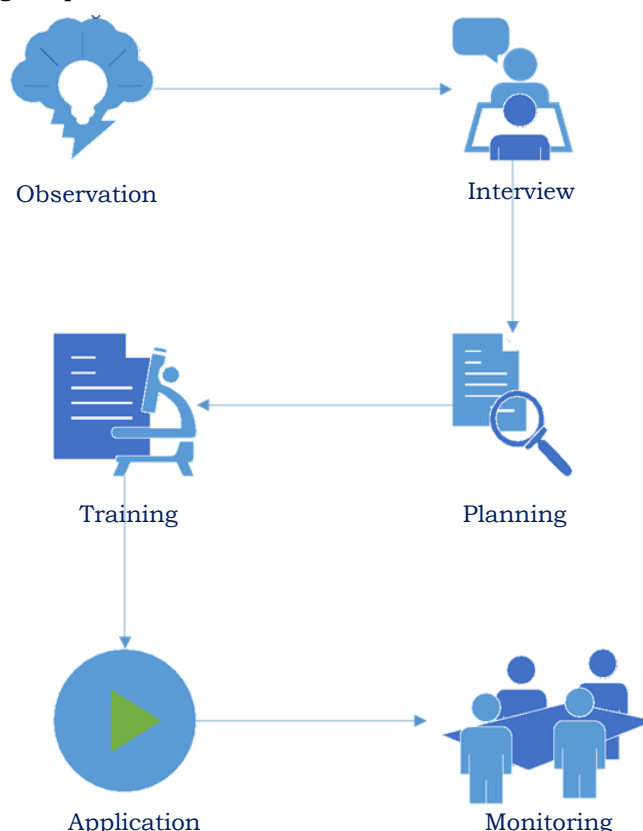 Observation
Interview
Training
Planning
Application
Monitoring